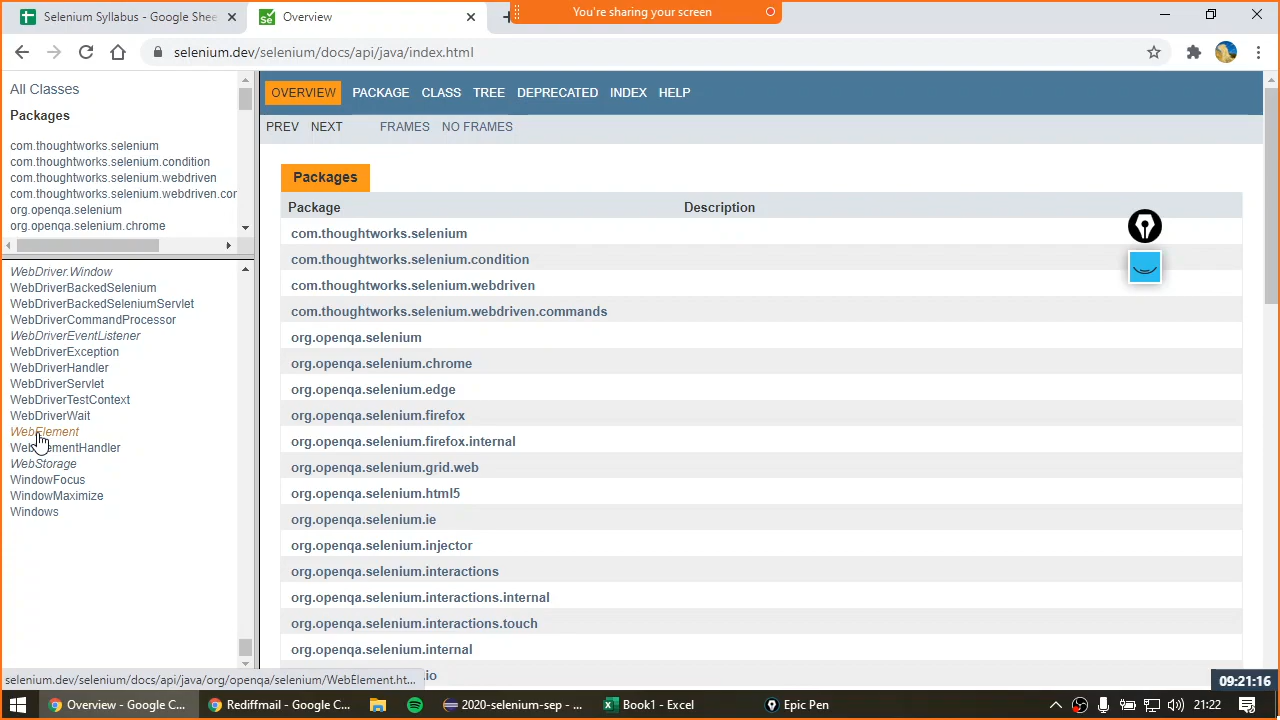 Selenium Syllabus - Google Shee
Overview
You're sharing your screen
selenium.dev/selenium/docs/api/java/index.html
All Classes
Packages
com.thoughtworks.selenium
com.thoughtworks.selenium.condition
com.thoughtworks.selenium.webdriven
com.thoughtworks.selenium.webdriven.cor
org.openqa.selenium
org.openqa.selenium.chrome
WebDriver.Window
WebDriverBackedSelenium
WebDriverBackedSeleniumServlet
WebDriverCommandProcessor
WebDriverEventListener
WebDriverException
WebDriverHandler
WebDriverServlet
WebDriverTestContext
WebDriverWait
WebElement
WebElementHandler
WebStorage
WindowFocus
WindowMaximize
Windows
OVERVIEW PACKAGE CLASS TREE DEPRECATED INDEX HELP
PREV NEXT FRAMES NO FRAMES
Packages
Package Description
com.thoughtworks.selenium
com.thoughtworks.selenium.condition
com.thoughtworks.selenium.webdriven
com.thoughtworks.selenium.webdriven.commands
org.openqa.selenium
org.openqa.selenium.chrome
org.openqa.selenium.edge
org.openqa.selenium.firefox
org.openqa.selenium.firefox.internal
org.openqa.selenium.grid.web
org.openqa.selenium.html5
org.openqa.selenium.ie
org.openqa.selenium.injector
org.openqa.selenium.interactions
org.openqa.selenium.interactions.internal
org.openqa.selenium.interactions.touch
org.openqa.selenium.internal
.io
selenium.dev/selenium/docs/api/java/org/openqa/selenium/WebElement.ht...
09:21:16
Overview - Google C...
Rediffmail - Google C...
2020-selenium-sep - ...
Book1 - Excel
Epic Pen
21:22